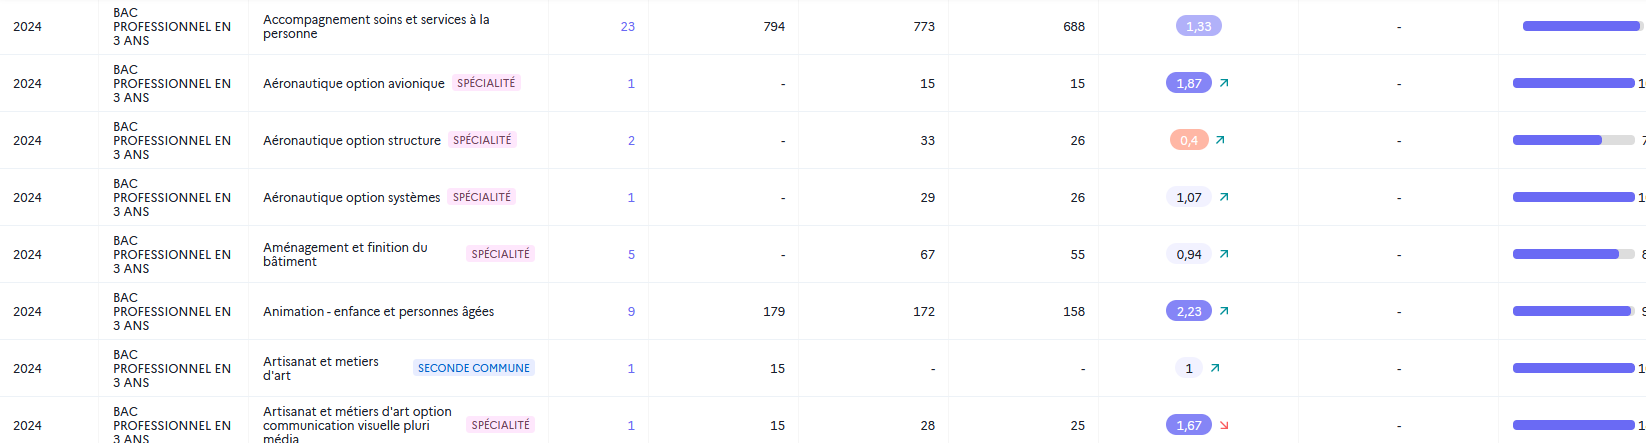 2024 BAC PROFESSIONNEL EN 3 ANS Accompagnement soins et services à la personne 23 794 773 688 1,33 -
2024 BAC PROFESSIONNEL EN 3 ANS Aéronautique option avionique SPÉCIALITÉ 1 - 15 15 1,87 -
2024 BAC PROFESSIONNEL EN 3 ANS Aéronautique option structure SPÉCIALITÉ 2 - 33 26 0,4 -
2024 BAC PROFESSIONNEL EN 3 ANS Aéronautique option systèmes SPÉCIALITÉ 1 - 29 26 1,07 -
2024 BAC PROFESSIONNEL EN 3 ANS Aménagement et finition du bâtiment SPÉCIALITÉ 5 - 67 55 0,94 -
2024 BAC PROFESSIONNEL EN 3 ANS Animation - enfance et personnes âgées 9 179 172 158 2,23 -
2024 BAC PROFESSIONNEL EN 3 ANS Artisanat et metiers d'art SECONDE COMMUNE 1 15 - - 1 -
2024 BAC PROFESSIONNEL EN 3 ANS Artisanat et métiers d'art option communication visuelle pluri média SPÉCIALITÉ 1 15 28 25 1,67 -